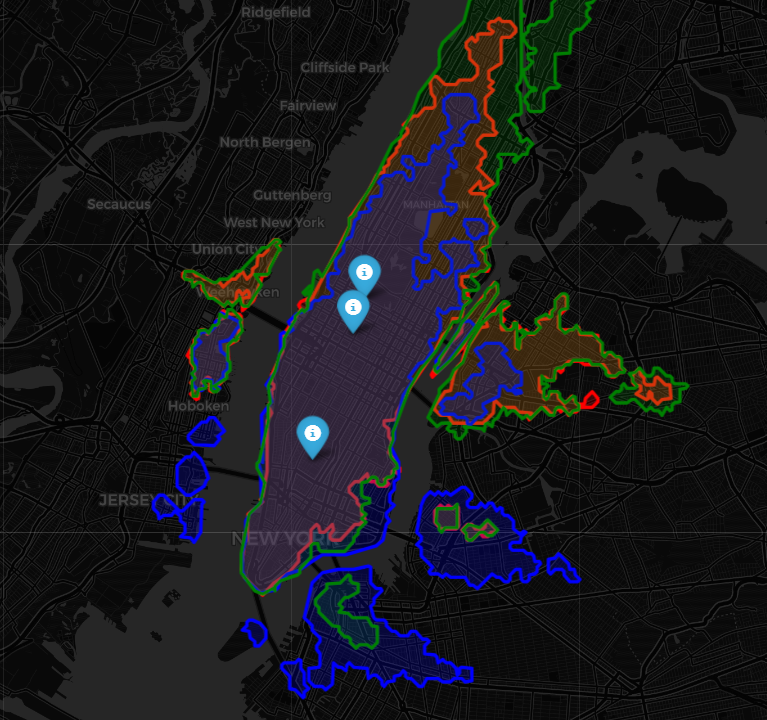 Ridgefield
Cliffside Park
Fairview
North Bergen
Guttenberg
Secaucus
MANHATTAN
West New York
Union City
Weehawken
Hoboken
JERSEY CITY
NEW YORK
i
i
i